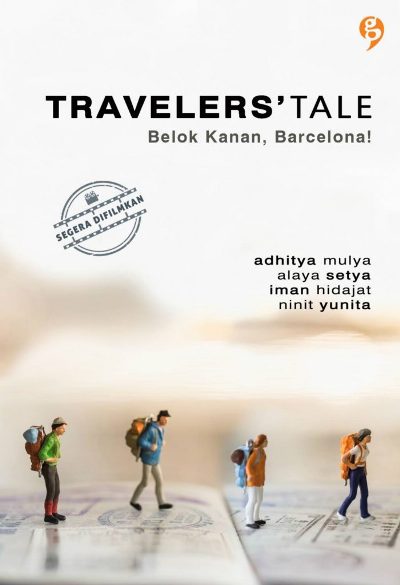 g
TRAVELERS'TALE
Belok Kanan, Barcelona!
SEGERA DIFILMKAN
adhitya mulya
alaya setya
iman hidajat
ninit yunita